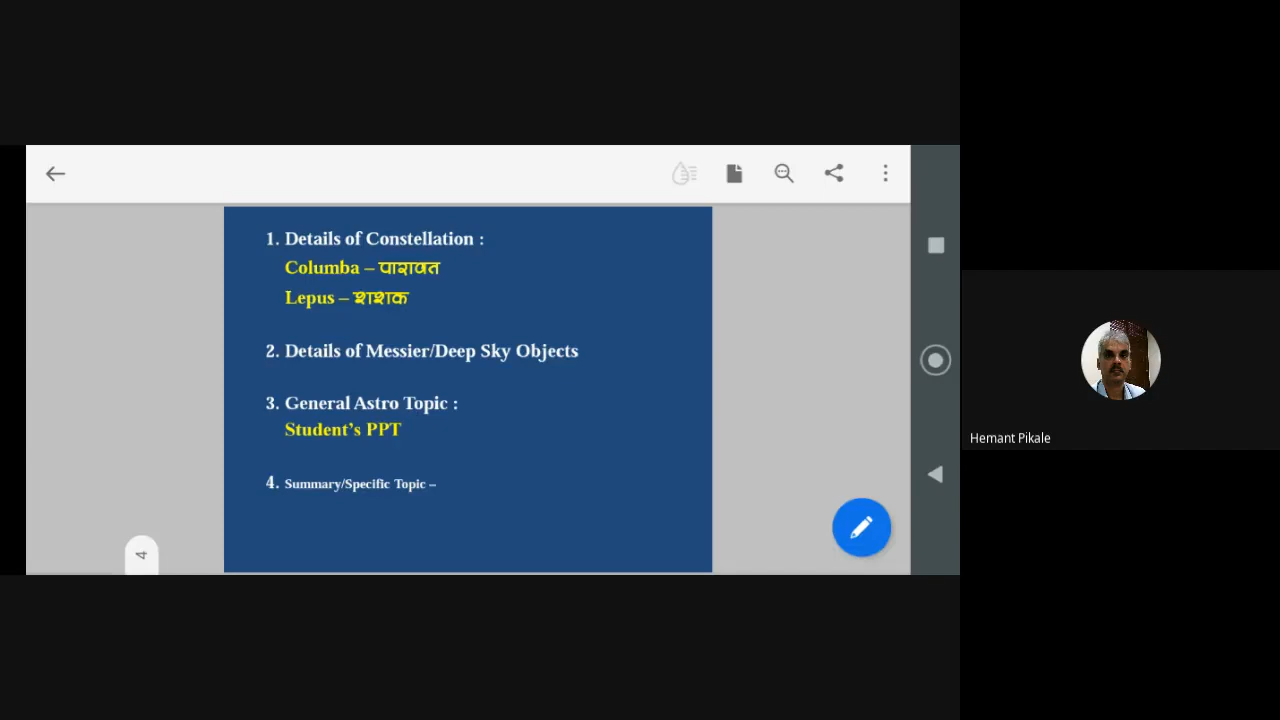 1. Details of Constellation :
Columba – पारावत
Lepus – शशक
2. Details of Messier/Deep Sky Objects
3. General Astro Topic :
Student's PPT
4. Summary/Specific Topic –
4
Hemant Pikale